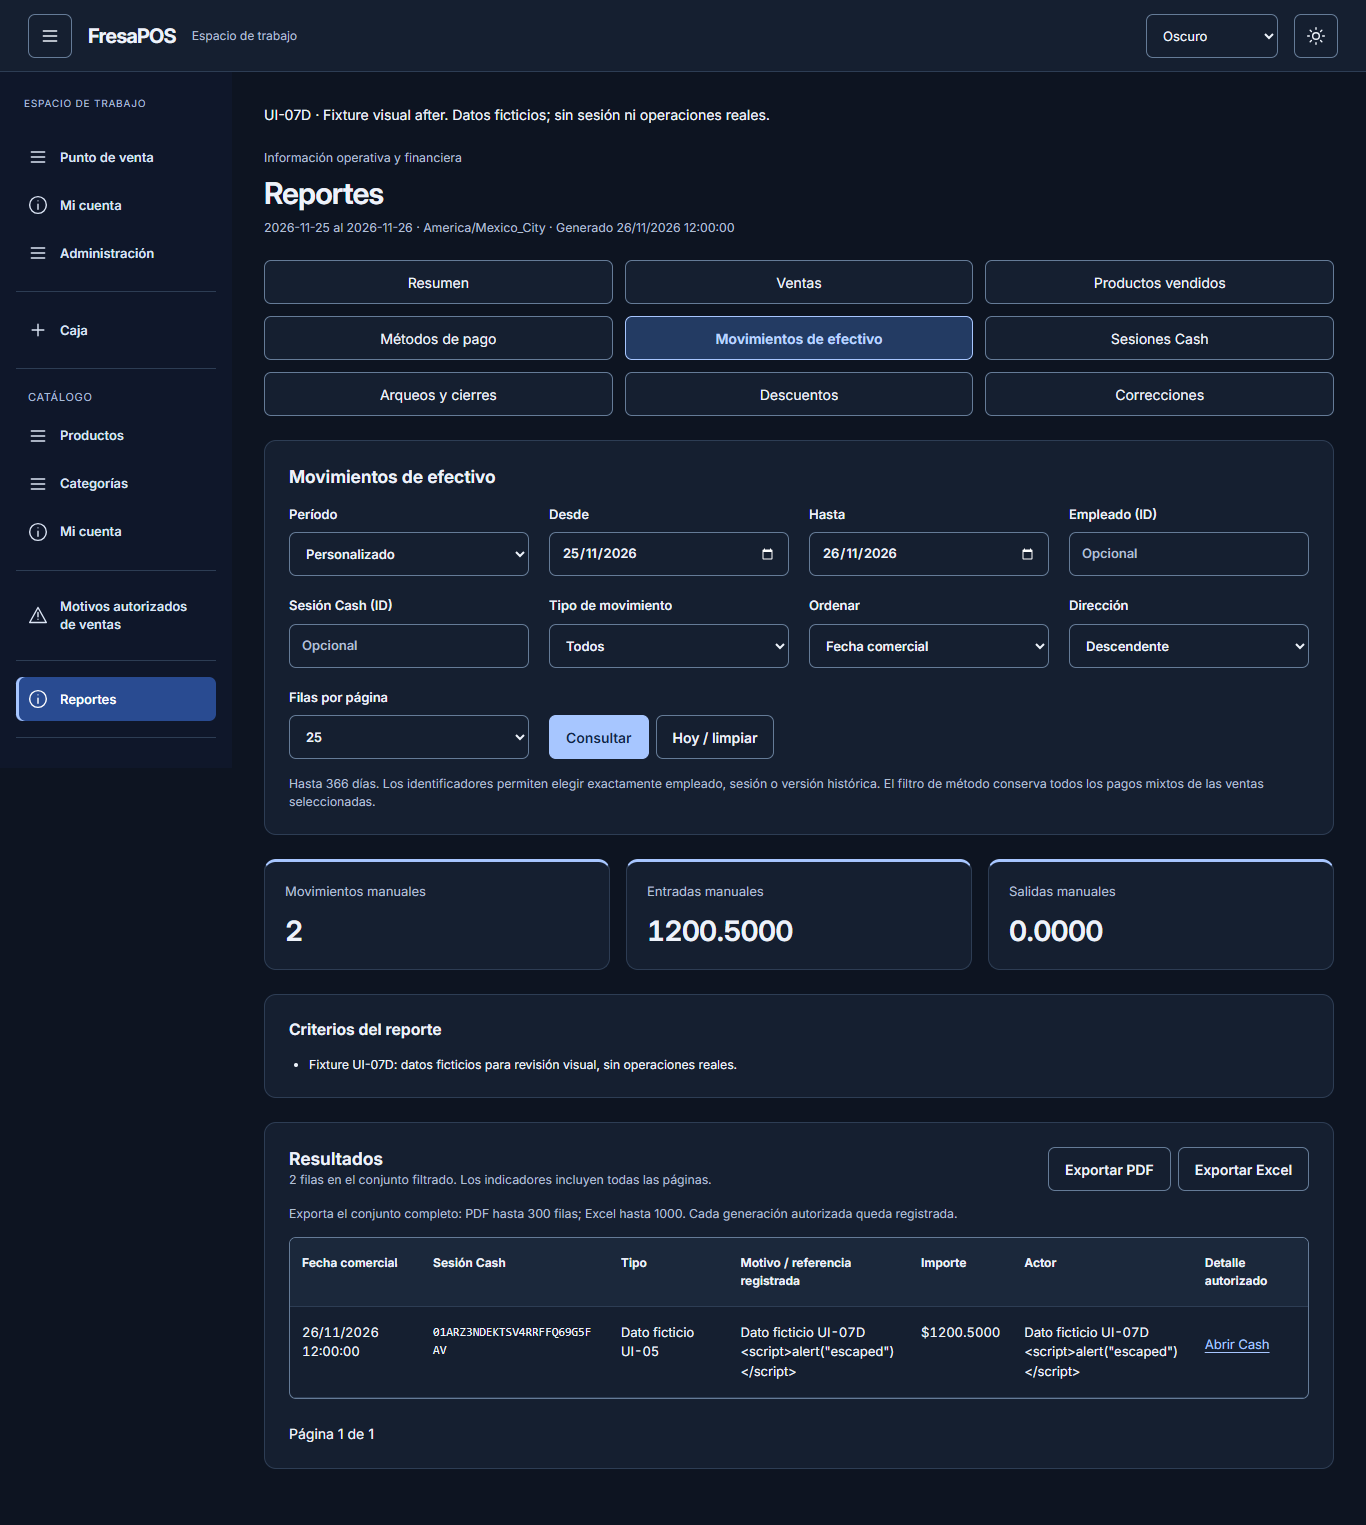 FresaPOS
Espacio de trabajo
Oscuro
ESPACIO DE TRABAJO
Punto de venta
Mi cuenta
Administración
Caja
CATÁLOGO
Productos
Categorías
Mi cuenta
Motivos autorizados
de ventas
Reportes
UI-07D · Fixture visual after. Datos ficticios; sin sesión ni operaciones reales.
Información operativa y financiera
Reportes
2026-11-25 al 2026-11-26 · America/Mexico_City · Generado 26/11/2026 12:00:00
Resumen
Ventas
Productos vendidos
Métodos de pago
Movimientos de efectivo
Sesiones Cash
Arqueos y cierres
Descuentos
Correcciones
Movimientos de efectivo
Período
Desde
Hasta
Empleado (ID)
Personalizado
25/11/2026
26/11/2026
Opcional
Sesión Cash (ID)
Tipo de movimiento
Ordenar
Dirección
Opcional
Todos
Fecha comercial
Descendente
Filas por página
25
Consultar
Hoy / limpiar
Hasta 366 días. Los identificadores permiten elegir exactamente empleado, sesión o versión histórica. El filtro de método conserva todos los pagos mixtos de las ventas
seleccionadas.
Movimientos manuales
2
Entradas manuales
1200.5000
Salidas manuales
0.0000
Criterios del reporte
• Fixture UI-07D: datos ficticios para revisión visual, sin operaciones reales.
Resultados
2 filas en el conjunto filtrado. Los indicadores incluyen todas las páginas.
Exportar PDF
Exportar Excel
Exporta el conjunto completo: PDF hasta 300 filas; Excel hasta 1000. Cada generación autorizada queda registrada.
Fecha comercial
Sesión Cash
Tipo
Motivo / referencia
registrada
Importe
Actor
Detalle
autorizado
26/11/2026
12:00:00
01ARZ3NDEKTSV4RRFFQ69G5F
AV
Dato ficticio
UI-05
Dato ficticio UI-07D
<script>alert("escaped")
</script>
$1200.5000
Dato ficticio UI-07D
<script>alert("escaped")
</script>
Abrir Cash
Página 1 de 1